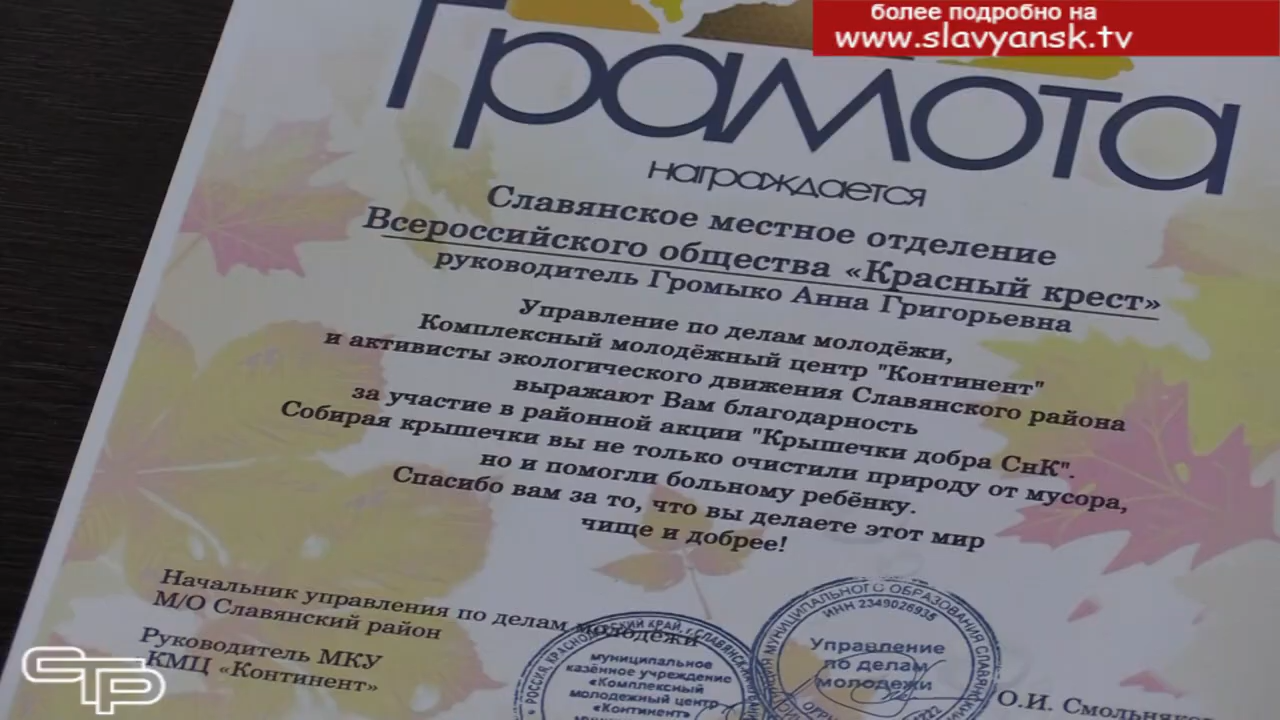 более подробно на
www.slavyansk.tv
Грамота
награждается
Славянское местное отделение
Всероссийского общества «Красный крест»
руководитель Громыко Анна Григорьевна
Управление по делам молодёжи,
Комплексный молодёжный центр "Континент"
и активисты экологического движения Славянского района
выражают Вам благодарность
за участие в районной акции "Крышечки добра СнК".
Собирая крышечки вы не только очистили природу от мусора,
но и помогли больному ребёнку.
Спасибо вам за то, что вы делаете этот мир
чище и добрее!
Начальник управления по делам молодёжи
М/О Славянский район
Руководитель МКУ
КМЦ «Континент»
муниципальное
казённое учреждение
«Комплексный
молодежный центр
«Континент»
МУНИЦИПАЛЬНОГО ОБРАЗОВАНИЯ
ИНН 2349026935
Управление
по делам
молодежи
О.И.
СТР